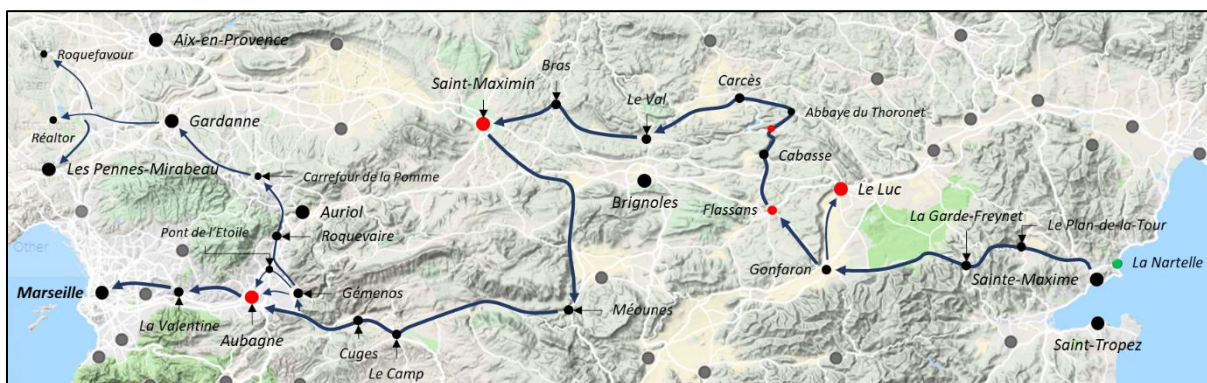 Roquefavour
Aix-en-Provence
Réaltor
Gardanne
Les Pennes-Mirabeau
Carrefour de la Pomme
Auriol
Pont de l'Etoile
Roquevaire
Other
Marseille
La Valentine
Aubagne
Gémenos
Cuges
Le Camp
Méounes
Saint-Maximin
Bras
Le Val
Carcès
Abbaye du Thoronet
Cabasse
Brignoles
Flassans
Le Luc
Gonfaron
La Garde-Freynet
Le Plan-de-la-Tour
Sainte-Maxime
La Nartelle
Saint-Tropez